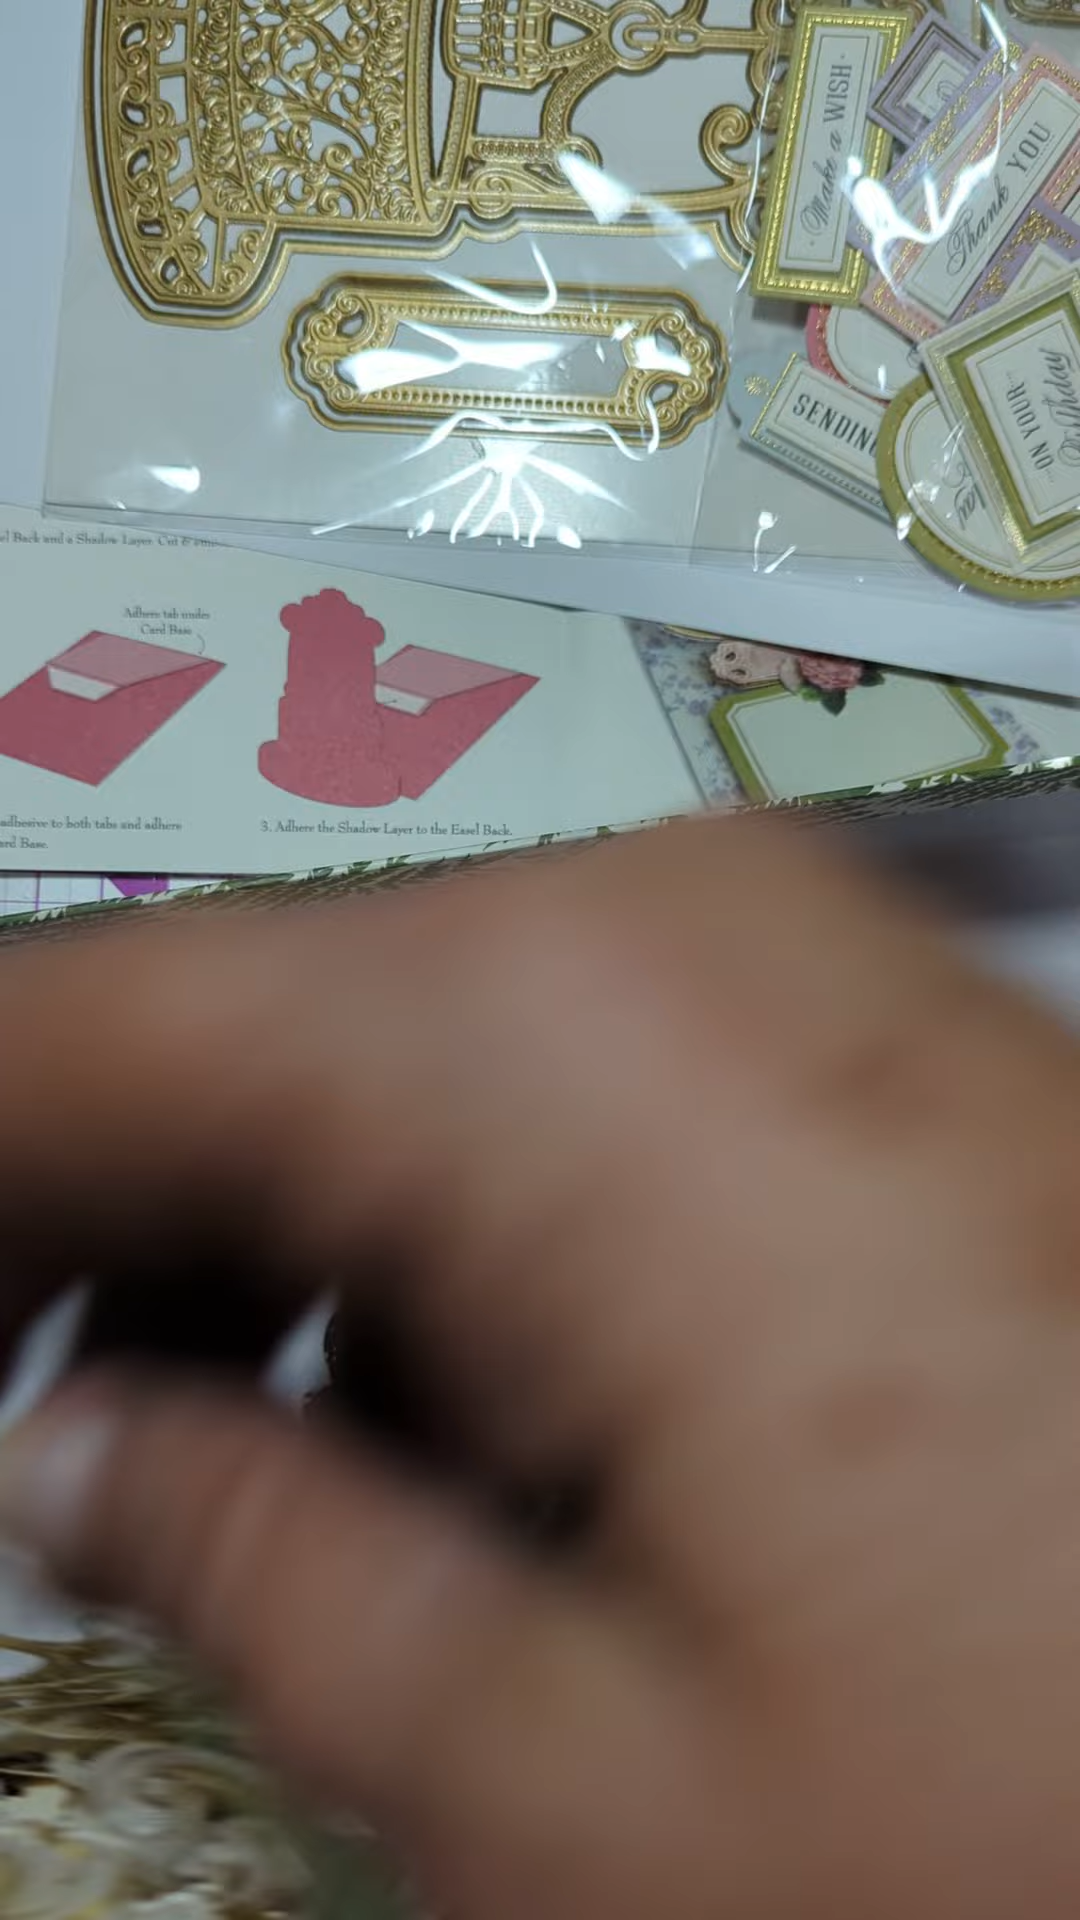 · Make a WISH ·
Thank YOU
SENDING
ON YOUR
Birthday
Day
el Back and a Shadow Layer. Cut &
Adhere tab under
Card Base
adhesive to both tabs and adhere
ard Base.
3. Adhere the Shadow Layer to the Easel Back.